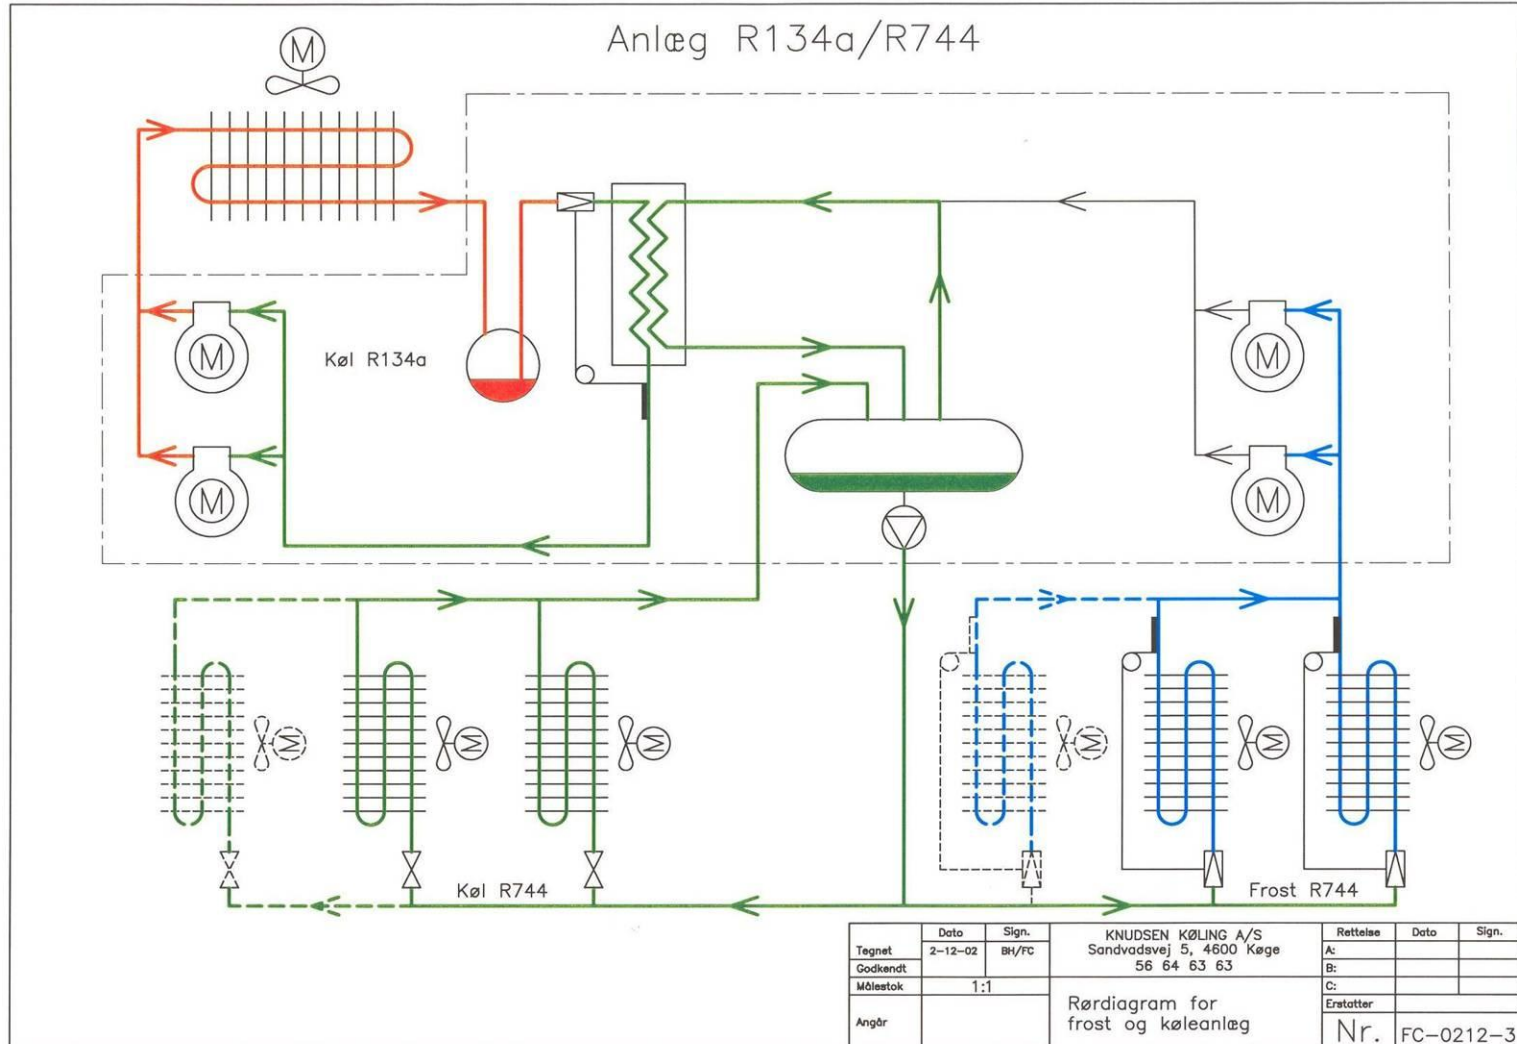 Anlæg R134a/R744
M
Køl R134a
M
M
M
M
M
M
M
M
M
M
Køl R744
Frost R744
Dato
Sign.
KNUDSEN KØLING A/S
Sandvadsvej 5, 4600 Køge
56 64 63 63
Rettelse
Dato
Sign.
Tegnet
2-12-02
BH/FC
A:
Godkendt
B:
Målestok
1:1
C:
Rørdiagram for
frost og køleanlæg
Erstatter
Angår
Nr.
FC-0212-3